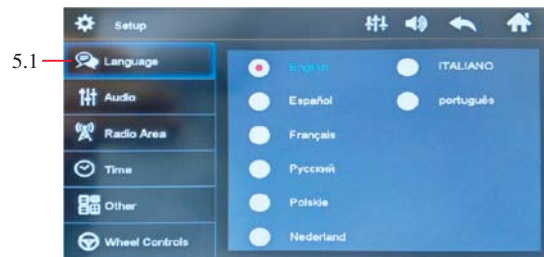 Setup
5.1
Language
Audio
Radio Area
Time
Other
Wheel Controls
English
Español
Français
Русский
Polskie
Nederland
ITALIANO
português